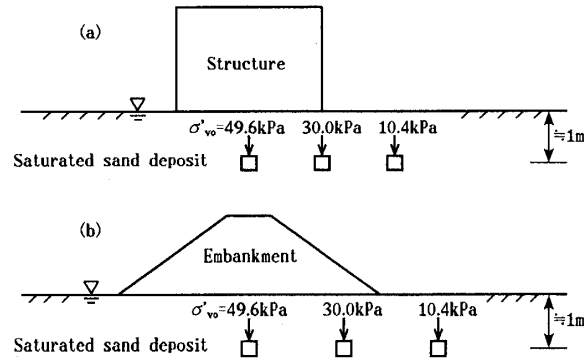 (a)
Structure
σ'vo=49.6kPa 30.0kPa 10.4kPa
≒1m
Saturated sand deposit
(b)
Embankment
σ'vo=49.6kPa 30.0kPa 10.4kPa
≒1m
Saturated sand deposit